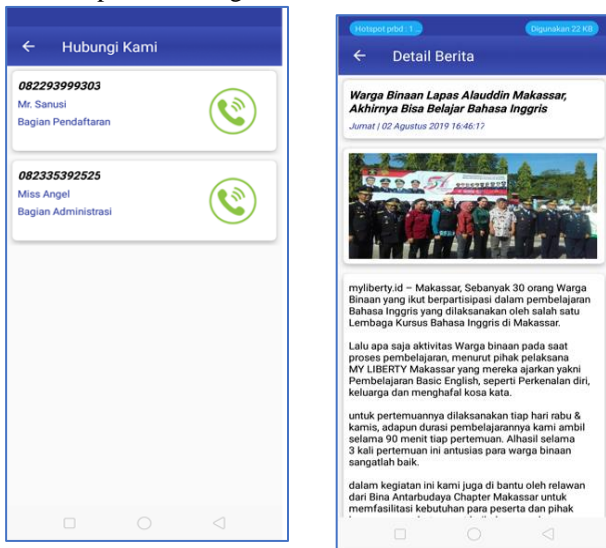 Hubungi Kami
082293999303
Mr. Sanusi
Bagian Pendaftaran
082335392525
Miss Angel
Bagian Administrasi
Hotspot prbd : 1 ...
Digunakan 22 KB
Detail Berita
Warga Binaan Lapas Alauddin Makassar,
Akhirnya Bisa Belajar Bahasa Inggris
Jumat | 02 Agustus 2019 16:46:17
myliberty.id – Makassar, Sebanyak 30 orang Warga
Binaan yang ikut berpartisipasi dalam pembelajaran
Bahasa Inggris yang dilaksanakan oleh salah satu
Lembaga Kursus Bahasa Inggris di Makassar.
Lalu apa saja aktivitas Warga binaan pada saat
proses pembelajaran, menurut pihak pelaksana
MY LIBERTY Makassar yang mereka ajarkan yakni
Pembelajaran Basic English, seperti Perkenalan diri,
keluarga dan menghafal kosa kata.
untuk pertemuannya dilaksanakan tiap hari rabu &
kamis, adapun durasi pembelajarannya kami ambil
selama 90 menit tiap pertemuan. Alhasil selama
3 kali pertemuan ini antusias para warga binaan
sangatlah baik.
dalam kegiatan ini kami juga di bantu oleh relawan
dari Bina Antarbudaya Chapter Makassar untuk
memfasilitasi kebutuhan para peserta dan pihak